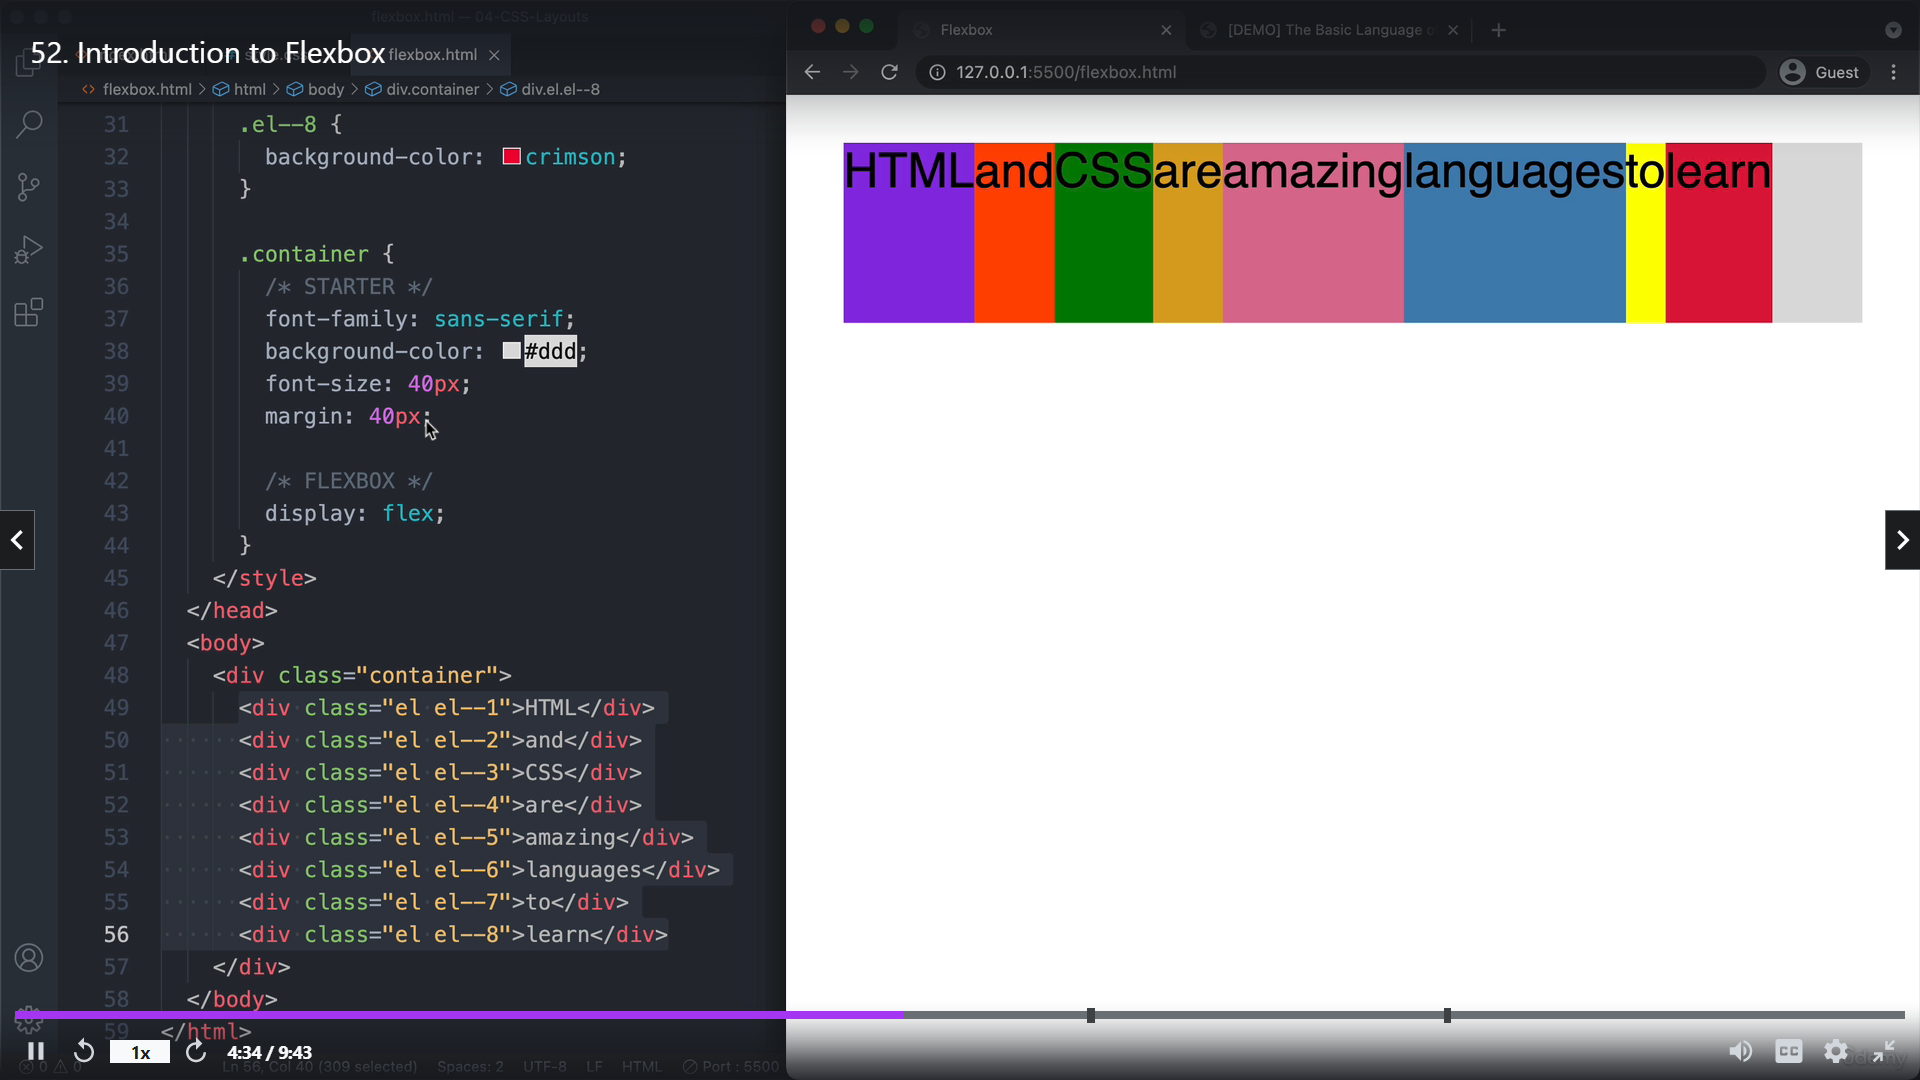 flexbox.html — 04-CSS-Layouts
52. Introduction to Flexbox
flexbox.html
flexbox.html > html > body > div.container > div.el.el--8
31 .el--8 {
32 background-color: crimson;
33 }
34
35 .container {
36 /* STARTER */
37 font-family: sans-serif;
38 background-color: #ddd;
39 font-size: 40px;
40 margin: 40px;
41
42 /* FLEXBOX */
43 display: flex;
44 }
45 </style>
46 </head>
47 <body>
48 <div class="container">
49 <div class="el el--1">HTML</div>
50 <div class="el el--2">and</div>
51 <div class="el el--3">CSS</div>
52 <div class="el el--4">are</div>
53 <div class="el el--5">amazing</div>
54 <div class="el el--6">languages</div>
55 <div class="el el--7">to</div>
56 <div class="el el--8">learn</div>
57 </div>
58 </body>
59 </html>
1x 4:34 / 9:43
0 0 Ln 56, Col 40 (309 selected) Spaces: 2 UTF-8 LF HTML Port : 5500
Flexbox
[DEMO] The Basic Language o
127.0.0.1:5500/flexbox.html
Guest
HTMLandCSSareamazinglanguagestolearn
CC